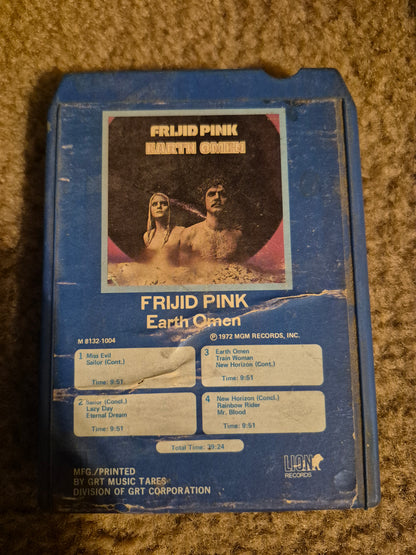 FRIJID PINK
EARTH OMEN
FRIJID PINK
Earth Omen
M 8132-1004
℗ 1972 MGM RECORDS, INC.
1 Miss Evil
Sailor (Cont.)
Time: 9:51
2 Sailor (Concl.)
Lazy Day
Eternal Dream
Time: 9:51
3 Earth Omen
Train Woman
New Horizon (Cont.)
Time: 9:51
4 New Horizon (Concl.)
Rainbow Rider
Mr. Blood
Time: 9:51
Total Time: 39:24
MFG./PRINTED
BY GRT MUSIC TAPES
DIVISION OF GRT CORPORATION
LION
RECORDS